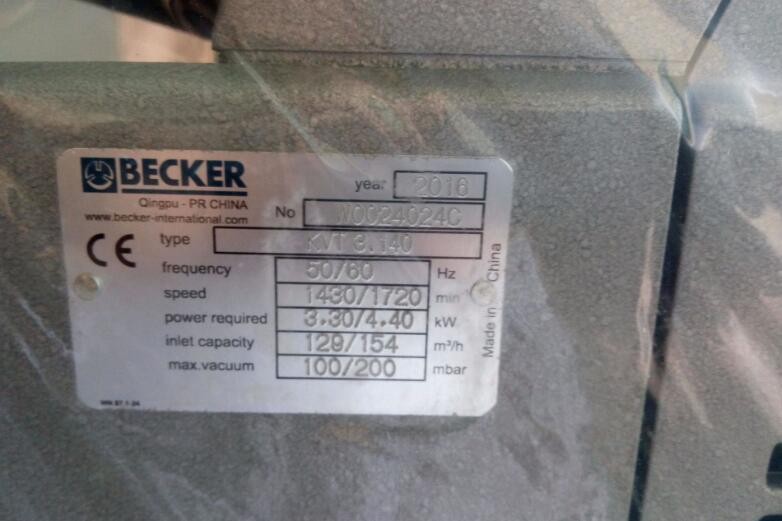 BECKER
year 2016
Qingpu - PR CHINA
No W0024024C
www.becker-international.com
CE
type KVT 3.140
frequency 50/60 Hz
speed 1430/1720 min
power required 3.30/4.40 kW
inlet capacity 129/154 m³/h
max.vacuum 100/200 mbar
Made in China